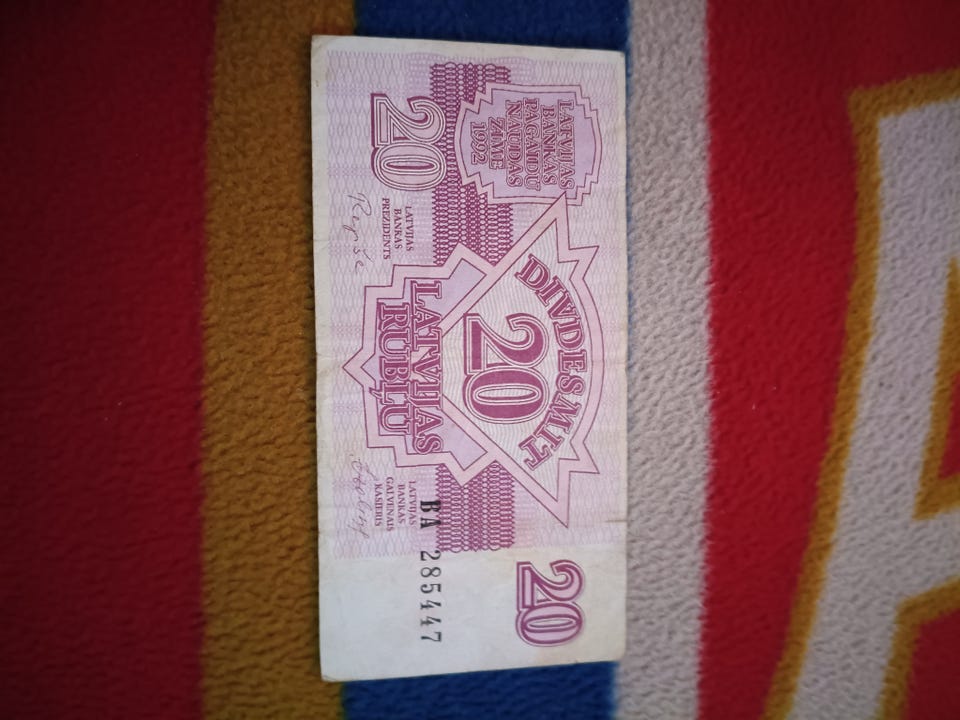 LATVIJAS
BANKAS
PAGAIDU
NAUDAS
ZĪME
1992
20
LATVIJAS
BANKAS
PREZIDENTS
DIVDESMIT
20
LATVIJAS
RUBĻU
LATVIJAS
BANKAS
GALVENAIS
KASIERIS
BA 285447
20